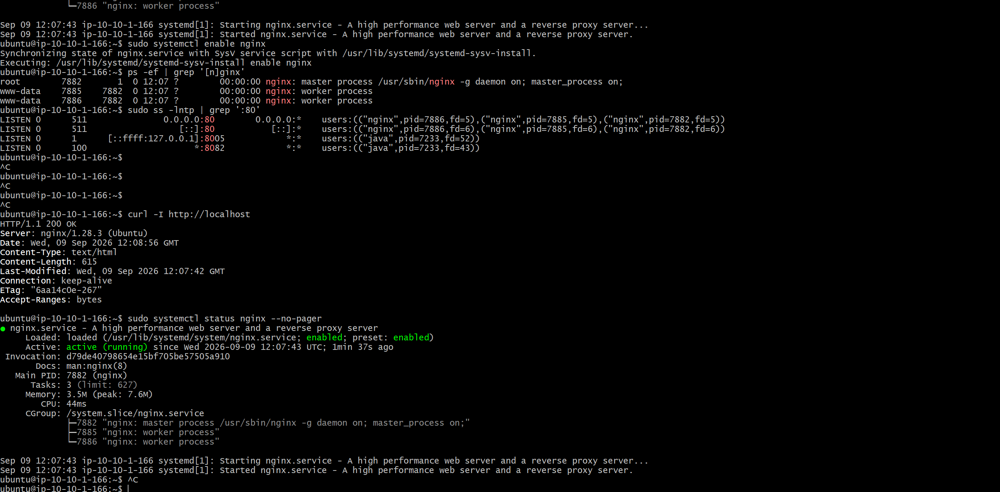 └─7886 "nginx: worker process"
Sep 09 12:07:43 ip-10-10-1-166 systemd[1]: Starting nginx.service - A high performance web server and a reverse proxy server...
Sep 09 12:07:43 ip-10-10-1-166 systemd[1]: Started nginx.service - A high performance web server and a reverse proxy server.
ubuntu@ip-10-10-1-166:~$ sudo systemctl enable nginx
Synchronizing state of nginx.service with SysV service script with /usr/lib/systemd/systemd-sysv-install.
Executing: /usr/lib/systemd/systemd-sysv-install enable nginx
ubuntu@ip-10-10-1-166:~$ ps -ef | grep '[n]ginx'
root        7882       1  0 12:07 ?        00:00:00 nginx: master process /usr/sbin/nginx -g daemon on; master_process on;
www-data    7885    7882  0 12:07 ?        00:00:00 nginx: worker process
www-data    7886    7882  0 12:07 ?        00:00:00 nginx: worker process
ubuntu@ip-10-10-1-166:~$ sudo ss -lntp | grep ':80'
LISTEN 0      511               0.0.0.0:80        0.0.0.0:*    users:(("nginx",pid=7886,fd=5),("nginx",pid=7885,fd=5),("nginx",pid=7882,fd=5))
LISTEN 0      511                  [::]:80           [::]:*    users:(("nginx",pid=7886,fd=6),("nginx",pid=7885,fd=6),("nginx",pid=7882,fd=6))
LISTEN 0      1      [::ffff:127.0.0.1]:8005            *:*    users:(("java",pid=7233,fd=52))
LISTEN 0      100                     *:8082            *:*    users:(("java",pid=7233,fd=43))
ubuntu@ip-10-10-1-166:~$
^C
ubuntu@ip-10-10-1-166:~$
^C
ubuntu@ip-10-10-1-166:~$
^C
ubuntu@ip-10-10-1-166:~$ curl -I http://localhost
HTTP/1.1 200 OK
Server: nginx/1.28.3 (Ubuntu)
Date: Wed, 09 Sep 2026 12:08:56 GMT
Content-Type: text/html
Content-Length: 615
Last-Modified: Wed, 09 Sep 2026 12:07:42 GMT
Connection: keep-alive
ETag: "6aa14c0e-267"
Accept-Ranges: bytes
ubuntu@ip-10-10-1-166:~$ sudo systemctl status nginx --no-pager
● nginx.service - A high performance web server and a reverse proxy server
Loaded: loaded (/usr/lib/systemd/system/nginx.service; enabled; preset: enabled)
Active: active (running) since Wed 2026-09-09 12:07:43 UTC; 1min 37s ago
Invocation: d79de40798654e15bf705be57505a910
Docs: man:nginx(8)
Main PID: 7882 (nginx)
Tasks: 3 (limit: 627)
Memory: 3.5M (peak: 7.6M)
CPU: 44ms
CGroup: /system.slice/nginx.service
├─7882 "nginx: master process /usr/sbin/nginx -g daemon on; master_process on;"
├─7885 "nginx: worker process"
└─7886 "nginx: worker process"
Sep 09 12:07:43 ip-10-10-1-166 systemd[1]: Starting nginx.service - A high performance web server and a reverse proxy server...
Sep 09 12:07:43 ip-10-10-1-166 systemd[1]: Started nginx.service - A high performance web server and a reverse proxy server.
ubuntu@ip-10-10-1-166:~$ ^C
ubuntu@ip-10-10-1-166:~$